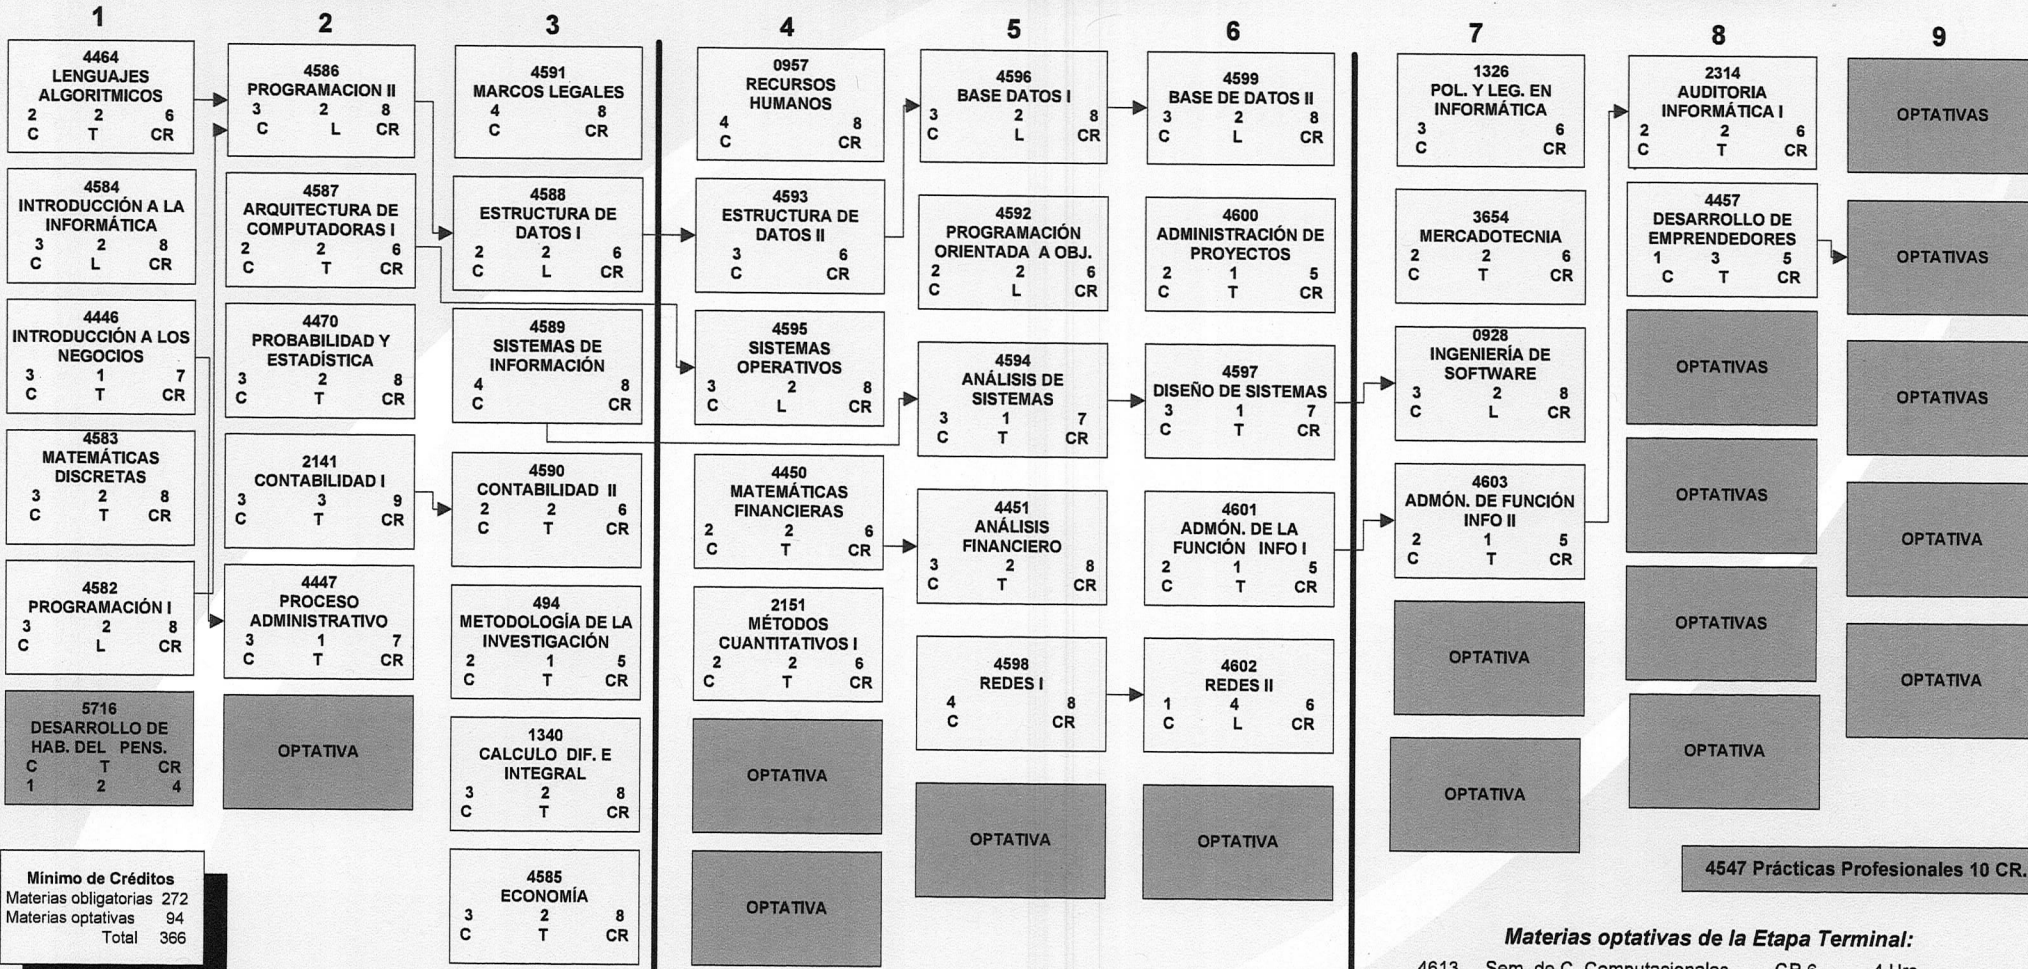 1
4464
LENGUAJES
ALGORITMICOS
2 2 6
C T CR
4584
INTRODUCCIÓN A LA
INFORMÁTICA
3 2 8
C L CR
4446
INTRODUCCIÓN A LOS
NEGOCIOS
3 1 7
C T CR
4583
MATEMÁTICAS
DISCRETAS
3 2 8
C T CR
4582
PROGRAMACIÓN I
3 2 8
C L CR
5716
DESARROLLO DE
HAB. DEL PENS.
C T CR
1 2 4
Mínimo de Créditos
Materias obligatorias 272
Materias optativas 94
Total 366
2
4586
PROGRAMACION II
3 2 8
C L CR
4587
ARQUITECTURA DE
COMPUTADORAS I
2 2 6
C T CR
4470
PROBABILIDAD Y
ESTADÍSTICA
3 2 8
C T CR
2141
CONTABILIDAD I
3 3 9
C T CR
4447
PROCESO
ADMINISTRATIVO
3 1 7
C T CR
OPTATIVA
3
4591
MARCOS LEGALES
4 8
C CR
4588
ESTRUCTURA DE
DATOS I
2 2 6
C L CR
4589
SISTEMAS DE
INFORMACIÓN
4 8
C CR
4590
CONTABILIDAD II
2 2 6
C T CR
494
METODOLOGÍA DE LA
INVESTIGACIÓN
2 1 5
C T CR
1340
CALCULO DIF. E
INTEGRAL
3 2 8
C T CR
4585
ECONOMÍA
3 2 8
C T CR
4
0957
RECURSOS
HUMANOS
4 8
C CR
4593
ESTRUCTURA DE
DATOS II
3 6
C CR
4595
SISTEMAS
OPERATIVOS
3 2 8
C L CR
4450
MATEMÁTICAS
FINANCIERAS
2 2 6
C T CR
2151
MÉTODOS
CUANTITATIVOS I
2 2 6
C T CR
OPTATIVA
OPTATIVA
5
4596
BASE DATOS I
3 2 8
C L CR
4592
PROGRAMACIÓN
ORIENTADA A OBJ.
2 2 6
C L CR
4594
ANÁLISIS DE
SISTEMAS
3 1 7
C T CR
4451
ANÁLISIS
FINANCIERO
3 2 8
C T CR
4598
REDES I
4 8
C CR
OPTATIVA
6
4599
BASE DE DATOS II
3 2 8
C L CR
4600
ADMINISTRACIÓN DE
PROYECTOS
2 1 5
C T CR
4597
DISEÑO DE SISTEMAS
3 1 7
C T CR
4601
ADMÓN. DE LA
FUNCIÓN INFO I
2 1 5
C T CR
4602
REDES II
1 4 6
C L CR
OPTATIVA
7
1326
POL. Y LEG. EN
INFORMÁTICA
3 6
C CR
3654
MERCADOTECNIA
2 2 6
C T CR
0928
INGENIERÍA DE
SOFTWARE
3 2 8
C L CR
4603
ADMÓN. DE FUNCIÓN
INFO II
2 1 5
C T CR
OPTATIVA
OPTATIVA
8
2314
AUDITORIA
INFORMÁTICA I
2 2 6
C T CR
4457
DESARROLLO DE
EMPRENDEDORES
1 3 5
C T CR
OPTATIVAS
OPTATIVAS
OPTATIVAS
OPTATIVA
9
OPTATIVAS
OPTATIVAS
OPTATIVAS
OPTATIVA
OPTATIVA
4547 Prácticas Profesionales 10 CR.
Materias optativas de la Etapa Terminal:
4613 Sem. de C. Computacionales CR 6 4 Hrs